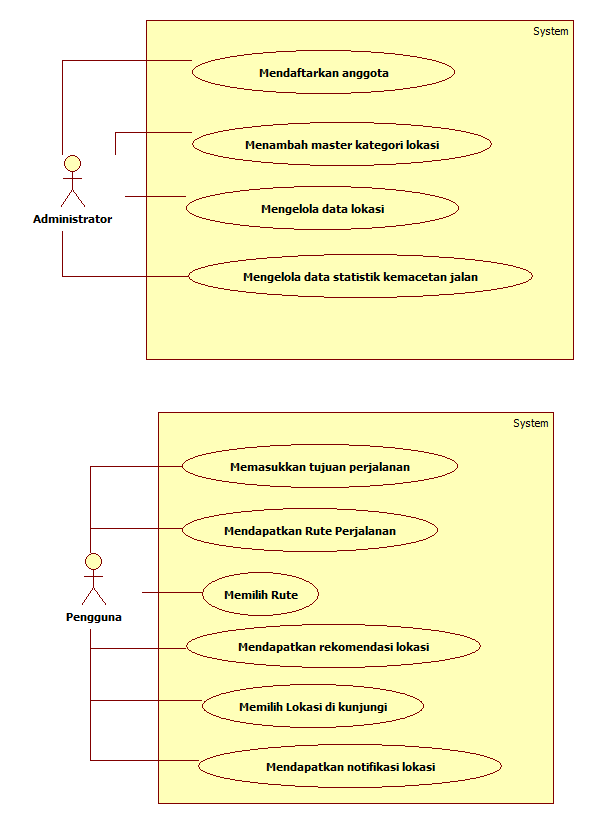 System
Mendaftarkan anggota
Menambah master kategori lokasi
Mengelola data lokasi
Administrator
Mengelola data statistik kemacetan jalan
System
Memasukkan tujuan perjalanan
Mendapatkan Rute Perjalanan
Memilih Rute
Pengguna
Mendapatkan rekomendasi lokasi
Memilih Lokasi di kunjungi
Mendapatkan notifikasi lokasi